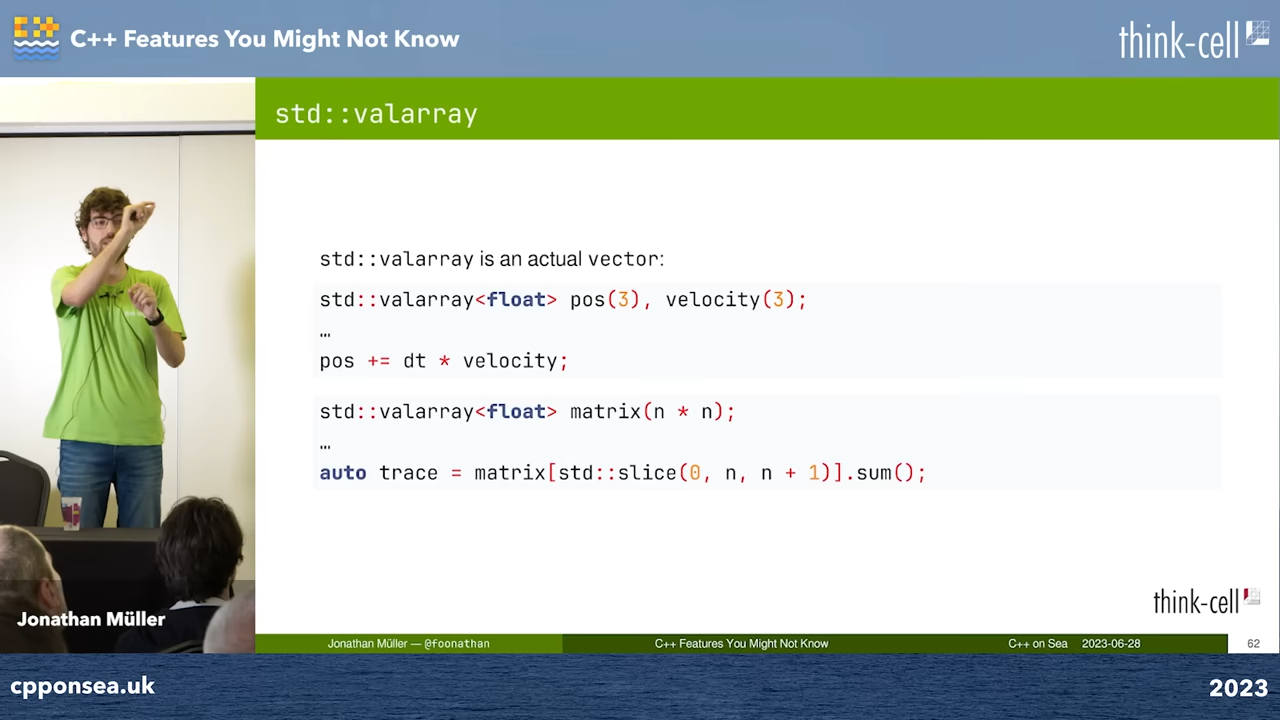 C++
C++ Features You Might Not Know
think-cell
std::valarray
std::valarray is an actual vector:
std::valarray<float> pos(3), velocity(3);
…
pos += dt * velocity;
std::valarray<float> matrix(n * n);
…
auto trace = matrix[std::slice(0, n, n + 1)].sum();
think-cell
Jonathan Müller
Jonathan Müller — @foonathan
C++ Features You Might Not Know
C++ on Sea
2023-06-28
62
cpponsea.uk
2023